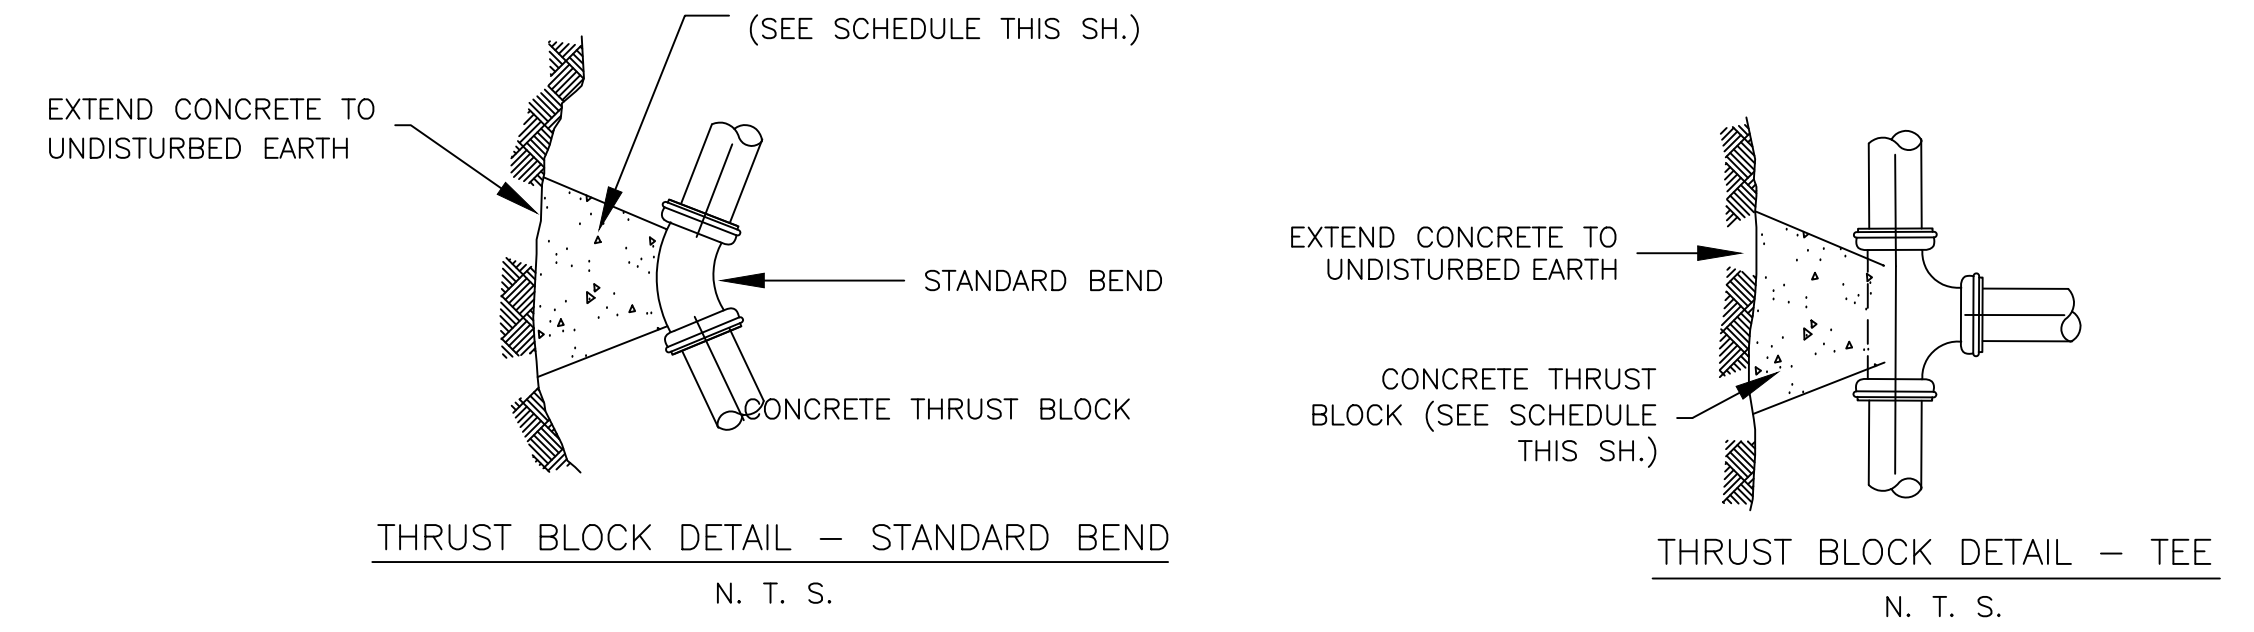 (SEE SCHEDULE THIS SH.)
EXTEND CONCRETE TO
UNDISTURBED EARTH
STANDARD BEND
CONCRETE THRUST BLOCK
THRUST BLOCK DETAIL – STANDARD BEND
N. T. S.
EXTEND CONCRETE TO
UNDISTURBED EARTH
CONCRETE THRUST
BLOCK (SEE SCHEDULE
THIS SH.)
THRUST BLOCK DETAIL – TEE
N. T. S.